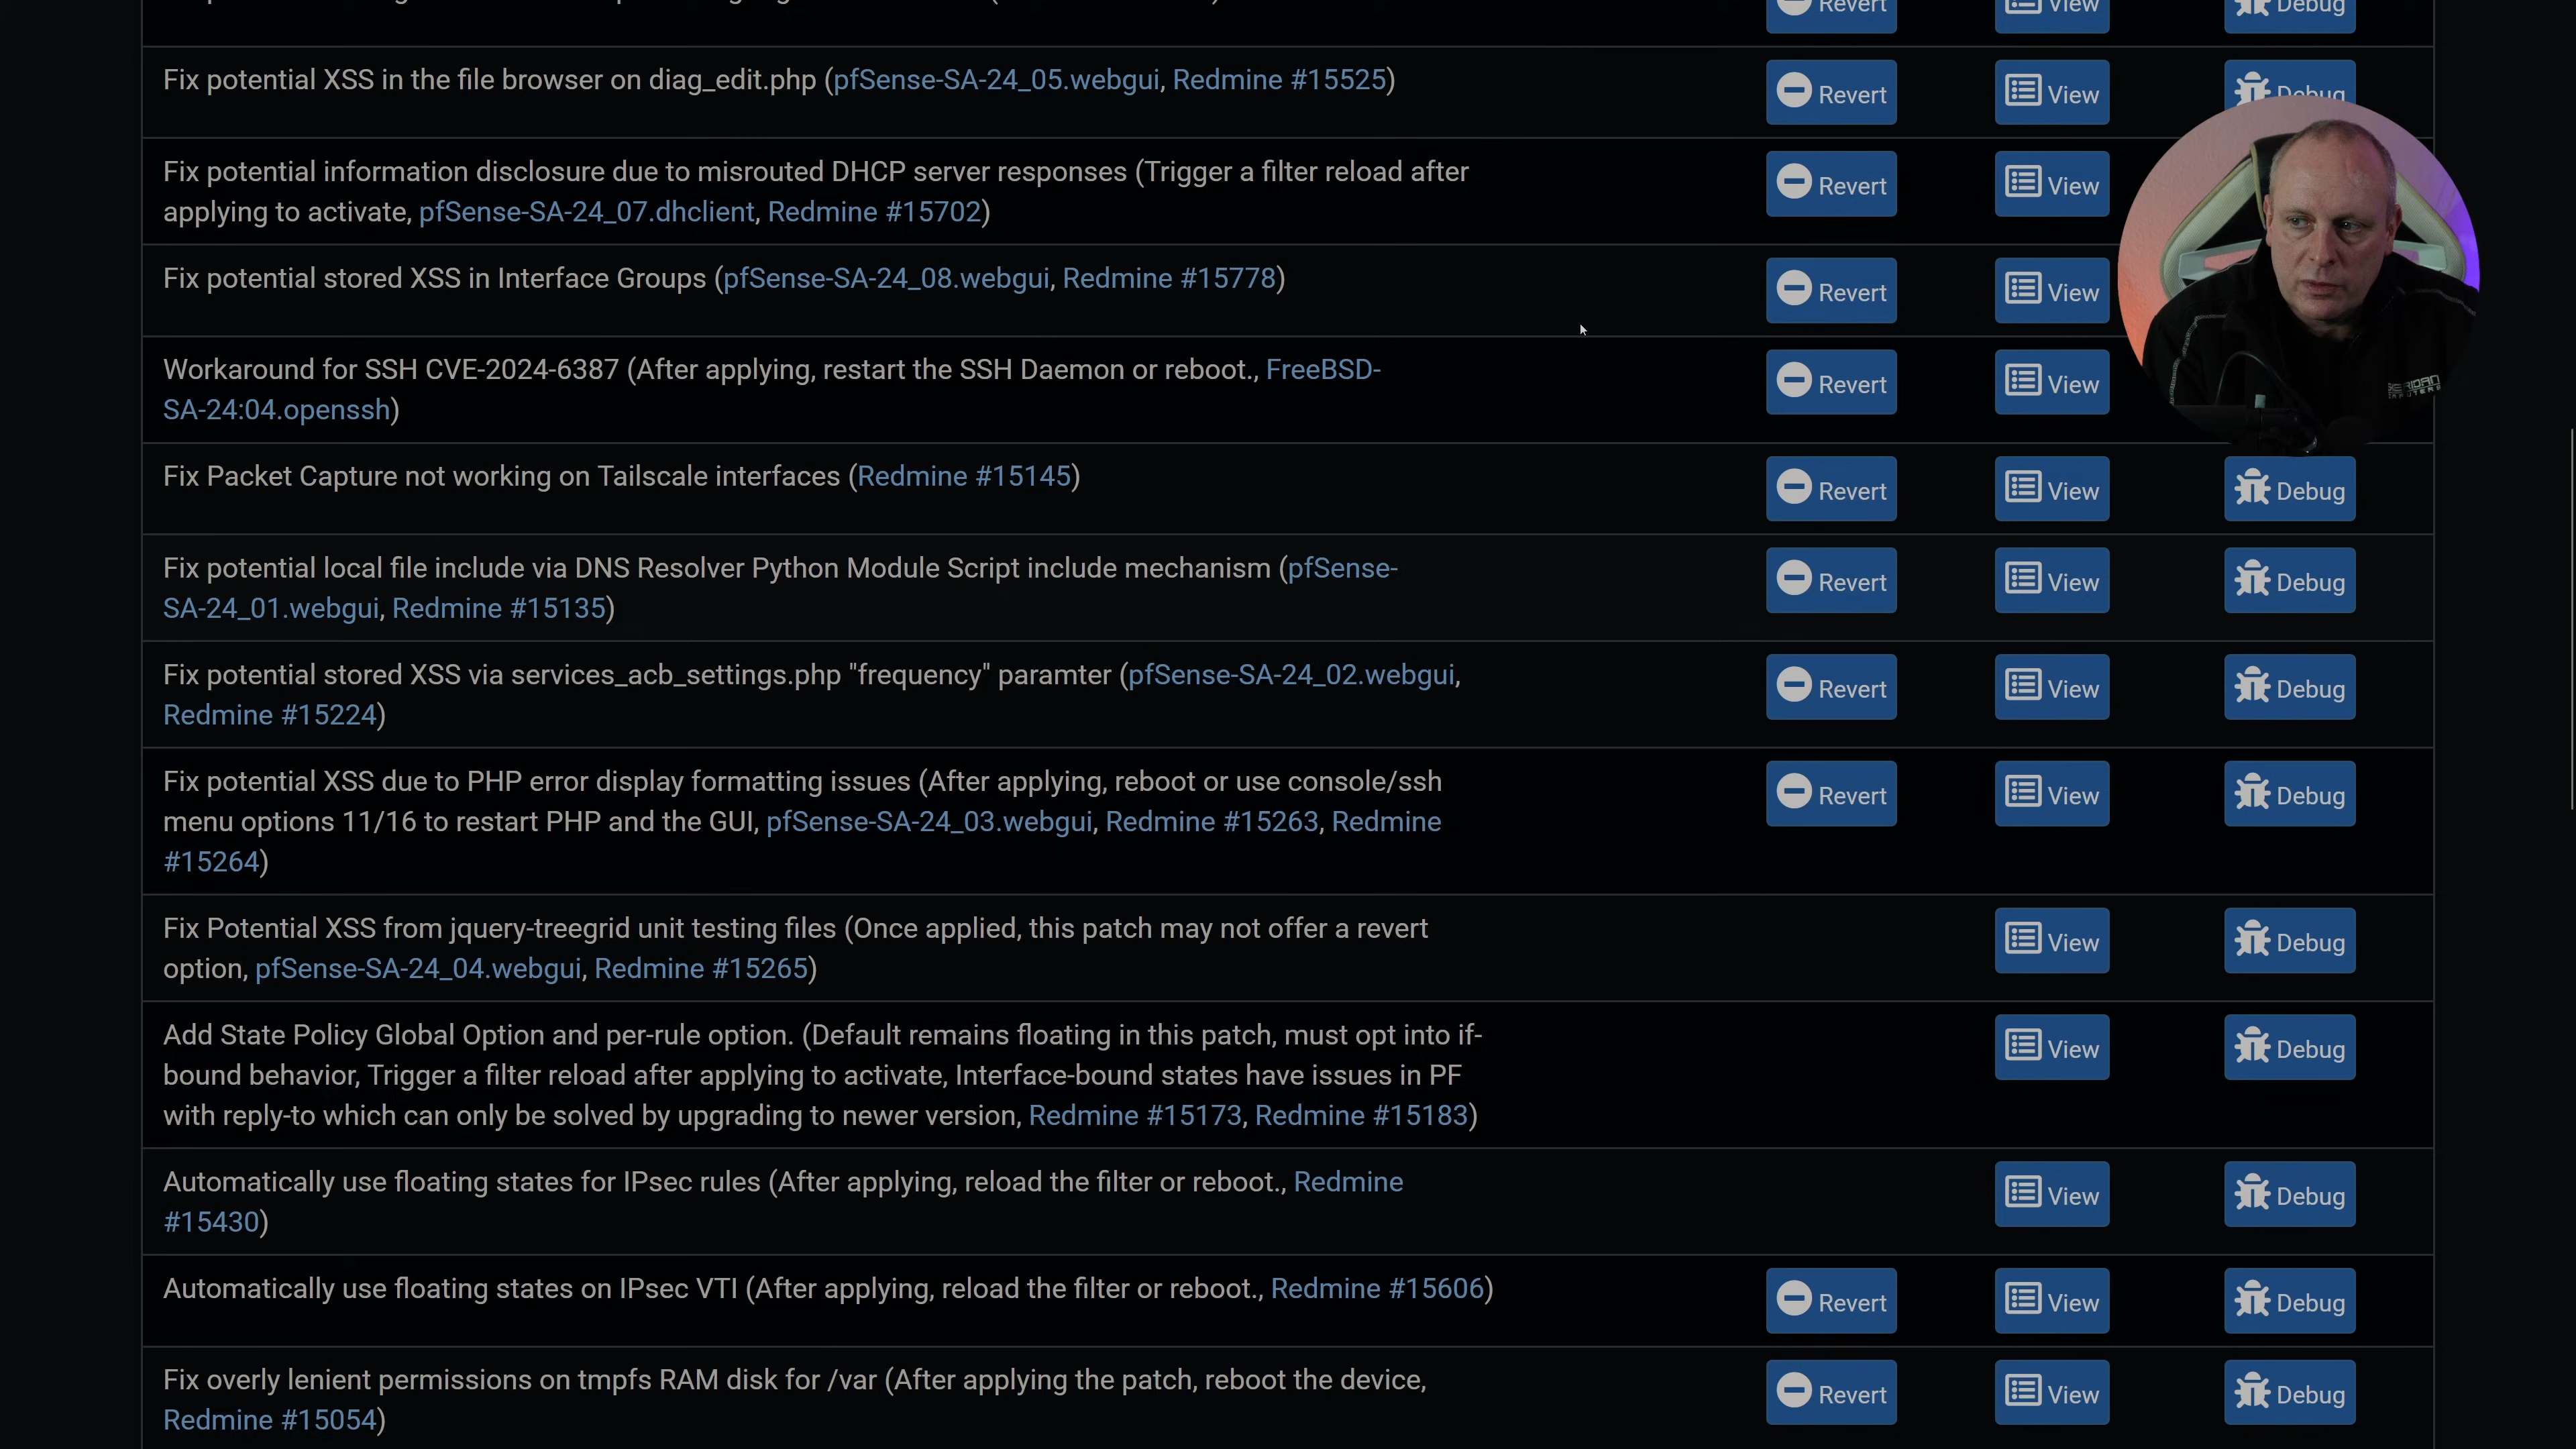 Revert View Debug
Fix potential XSS in the file browser on diag_edit.php (pfSense-SA-24_05.webgui, Redmine #15525)
Revert View Debug
Fix potential information disclosure due to misrouted DHCP server responses (Trigger a filter reload after
applying to activate, pfSense-SA-24_07.dhclient, Redmine #15702)
Revert View
Fix potential stored XSS in Interface Groups (pfSense-SA-24_08.webgui, Redmine #15778)
Revert View
Workaround for SSH CVE-2024-6387 (After applying, restart the SSH Daemon or reboot., FreeBSD-
SA-24:04.openssh)
Revert View
Fix Packet Capture not working on Tailscale interfaces (Redmine #15145)
Revert View Debug
Fix potential local file include via DNS Resolver Python Module Script include mechanism (pfSense-
SA-24_01.webgui, Redmine #15135)
Revert View Debug
Fix potential stored XSS via services_acb_settings.php "frequency" paramter (pfSense-SA-24_02.webgui,
Redmine #15224)
Revert View Debug
Fix potential XSS due to PHP error display formatting issues (After applying, reboot or use console/ssh
menu options 11/16 to restart PHP and the GUI, pfSense-SA-24_03.webgui, Redmine #15263, Redmine
#15264)
Revert View Debug
Fix Potential XSS from jquery-treegrid unit testing files (Once applied, this patch may not offer a revert
option, pfSense-SA-24_04.webgui, Redmine #15265)
View Debug
Add State Policy Global Option and per-rule option. (Default remains floating in this patch, must opt into if-
bound behavior, Trigger a filter reload after applying to activate, Interface-bound states have issues in PF
with reply-to which can only be solved by upgrading to newer version, Redmine #15173, Redmine #15183)
View Debug
Automatically use floating states for IPsec rules (After applying, reload the filter or reboot., Redmine
#15430)
View Debug
Automatically use floating states on IPsec VTI (After applying, reload the filter or reboot., Redmine #15606)
Revert View Debug
Fix overly lenient permissions on tmpfs RAM disk for /var (After applying the patch, reboot the device,
Redmine #15054)
Revert View Debug